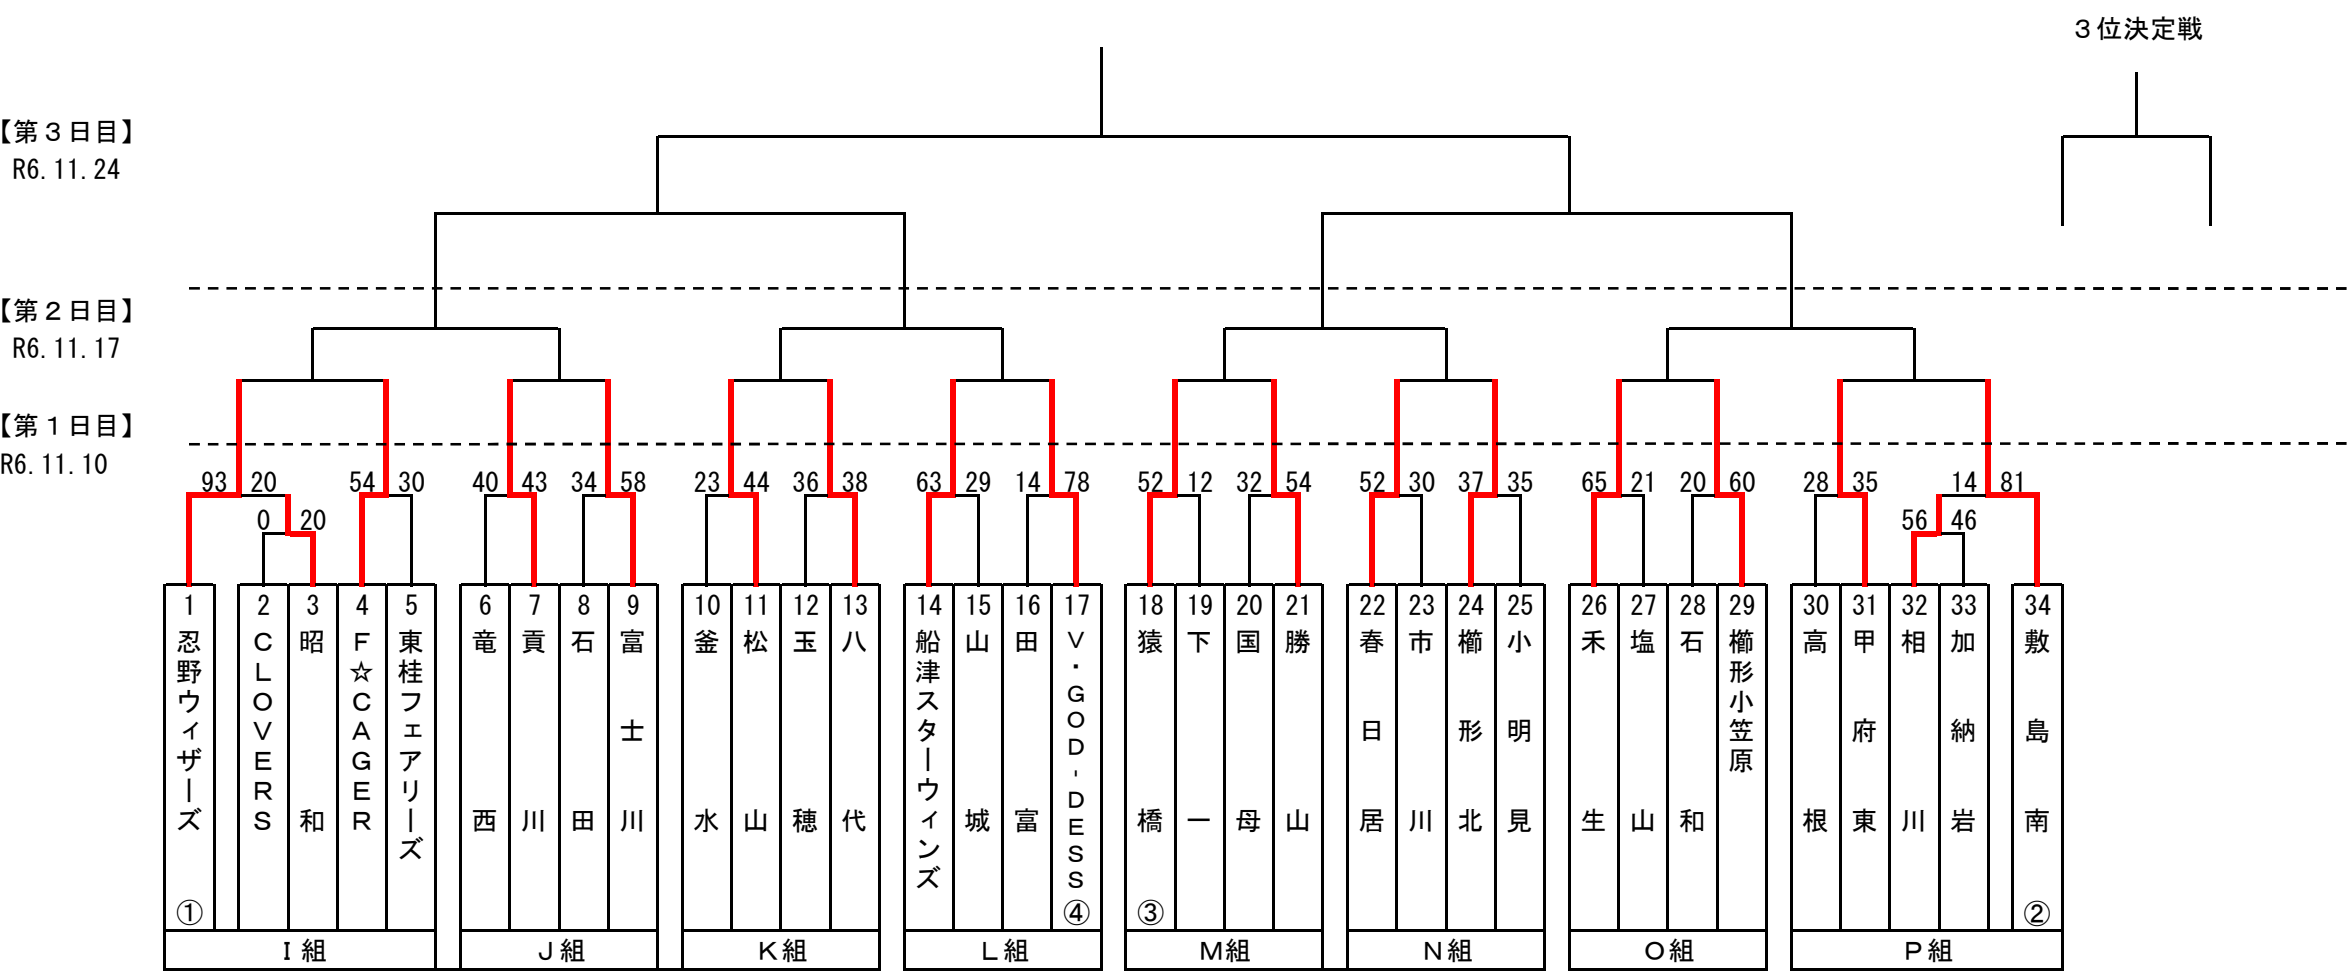 ３位決定戦
【第３日目】
R6.11.24
【第２日目】
R6.11.17
【第１日目】
R6.11.10
93 20 54 30 40 43 34 58 23 44 36 38 63 29 14 78 52 12 32 54 52 30 37 35 65 21 20 60 28 35 14 81
0 20 56 46
1 2 3 4 5 6 7 8 9 10 11 12 13 14 15 16 17 18 19 20 21 22 23 24 25 26 27 28 29 30 31 32 33 34
忍野ウィザーズ
ＣＬＯＶＥＲＳ
昭和
Ｆ☆ＣＡＧＥＲ
東桂フェアリーズ
竜西
貢川
石田
富士川
釜水
松山
玉穂
八代
船津スターウィンズ
山城
田富
Ｖ・ＧＯＤ‐ＤＥＳＳ
猿橋
下一
国母
勝山
春日居
市川
櫛形北
小明見
禾生
塩山
石和
櫛形小笠原
高根
甲府東
相川
加納岩
敷島南
① ④ ③ ②
Ｉ組 Ｊ組 Ｋ組 Ｌ組 Ｍ組 Ｎ組 Ｏ組 Ｐ組